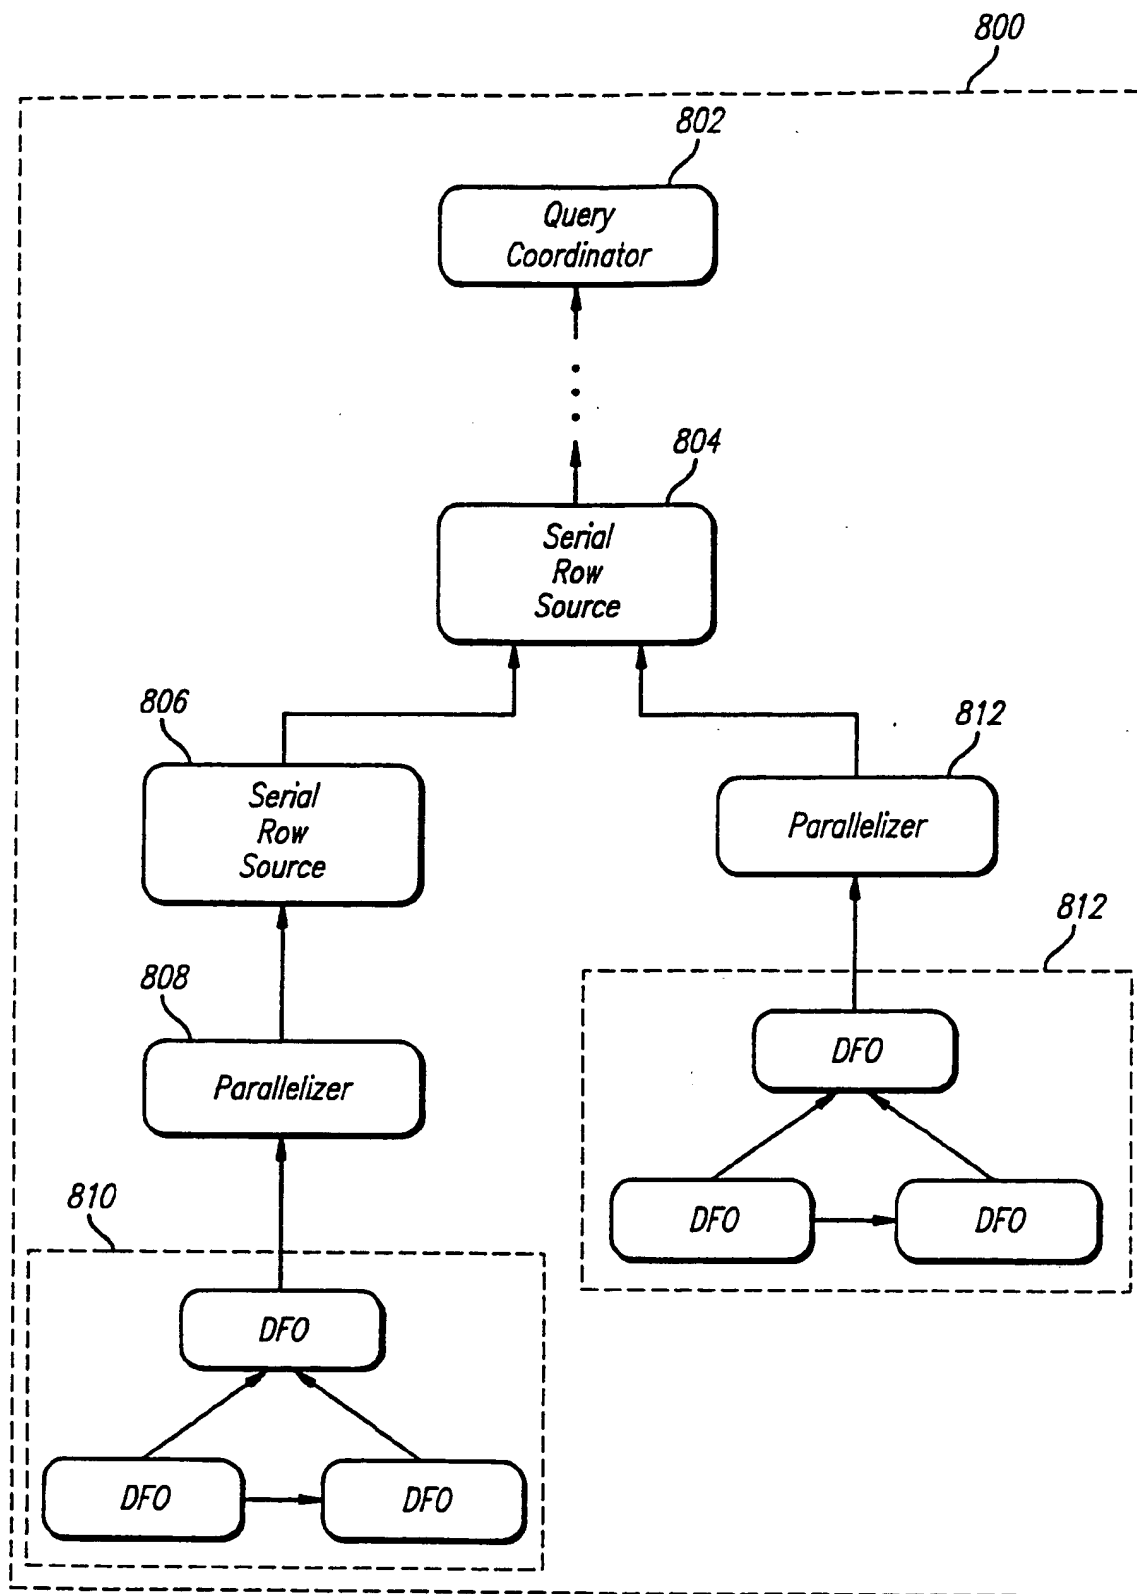 800
802
Query
Coordinator
804
Serial
Row
Source
806
Serial
Row
Source
812
Parallelizer
812
808
Parallelizer
DFO
DFO
DFO
810
DFO
DFO
DFO